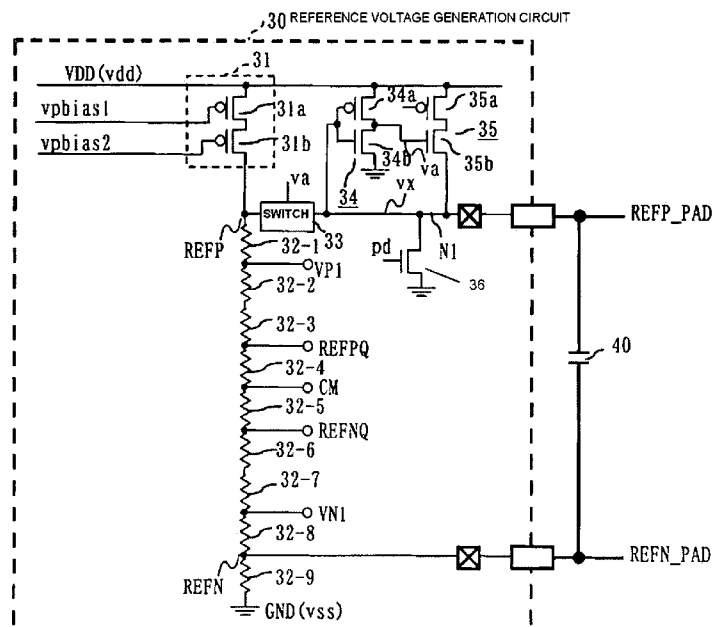 30 REFERENCE VOLTAGE GENERATION CIRCUIT
31
VDD(vdd)
vpbias1
31a
34a
35a
35
vpbias2
31b
34b
va
35b
va
34
vx
SWITCH
33
REFP
N1
REFP_PAD
32-1
VP1
pd
36
32-2
32-3
REFPQ
40
32-4
CM
32-5
REFNQ
32-6
32-7
VN1
32-8
REFN
REFN_PAD
32-9
GND(vss)